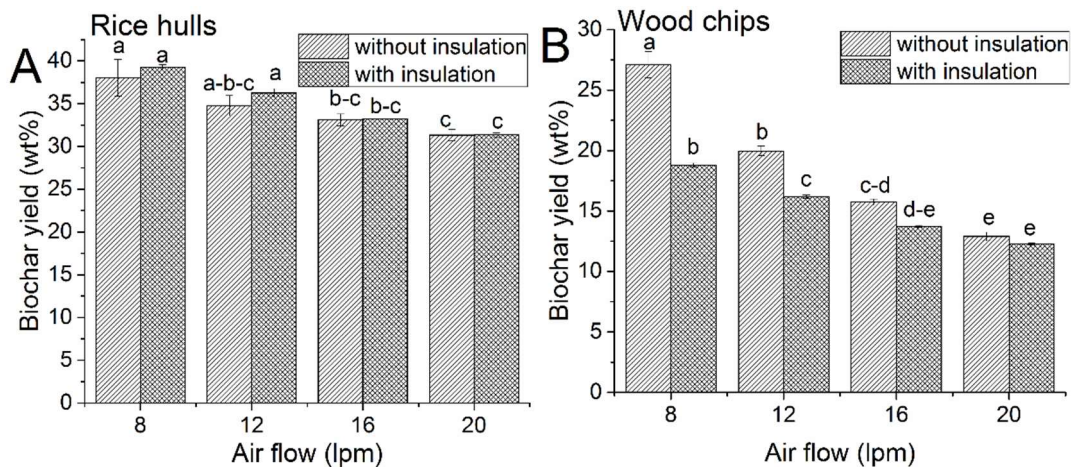 A
Rice hulls
without insulation
with insulation
a
a
a-b-c
a
b-c
b-c
c
c
Biochar yield (wt%)
40
35
30
25
20
15
10
5
0
8
12
16
20
Air flow (lpm)
B
Wood chips
without insulation
with insulation
a
b
b
c
c-d
d-e
e
e
Biochar yield (wt%)
30
25
20
15
10
5
0
8
12
16
20
Air flow (lpm)